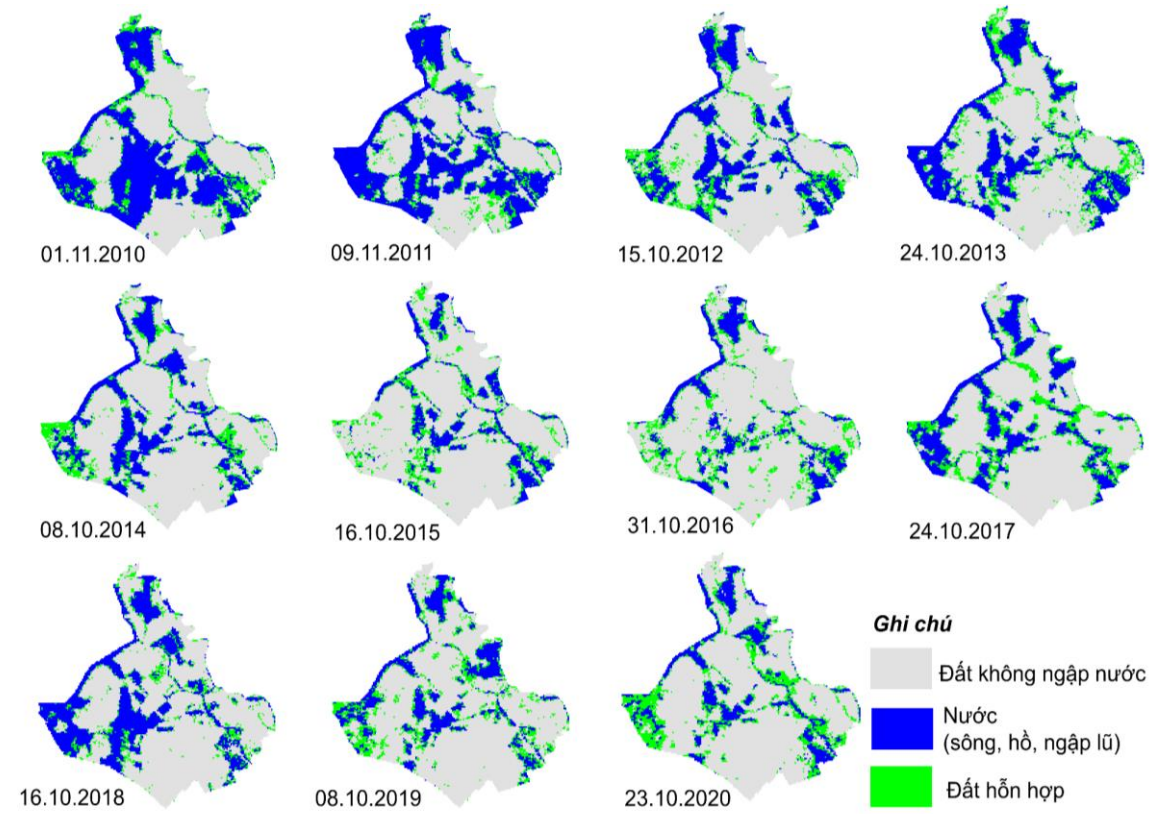 01.11.2010
09.11.2011
15.10.2012
24.10.2013
08.10.2014
16.10.2015
31.10.2016
24.10.2017
16.10.2018
08.10.2019
23.10.2020
Ghi chú
Đất không ngập nước
Nước
(sông, hồ, ngập lũ)
Đất hỗn hợp